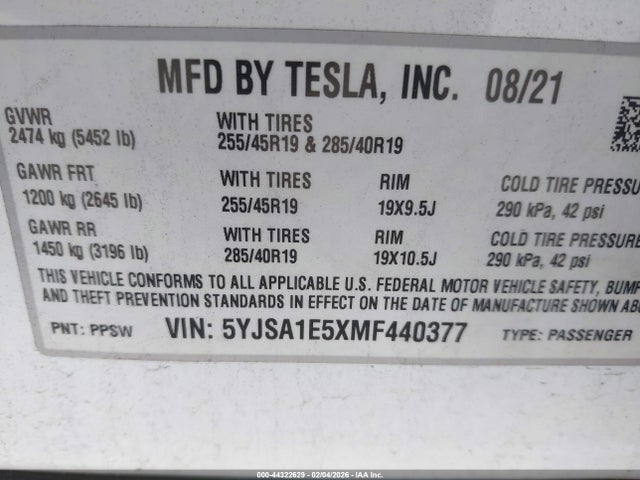 MFD BY TESLA, INC. 08/21
GVWR
2474 kg (5452 lb)
WITH TIRES
255/45R19 & 285/40R19
GAWR FRT
1200 kg (2645 lb)
WITH TIRES
255/45R19
RIM
19X9.5J
COLD TIRE PRESSURE
290 kPa, 42 psi
GAWR RR
1450 kg (3196 lb)
WITH TIRES
285/40R19
RIM
19X10.5J
COLD TIRE PRESSURE
290 kPa, 42 psi
THIS VEHICLE CONFORMS TO ALL APPLICABLE U.S. FEDERAL MOTOR VEHICLE SAFETY, BUMP
AND THEFT PREVENTION STANDARDS IN EFFECT ON THE DATE OF MANUFACTURE SHOWN ABO
PNT: PPSW VIN: 5YJSA1E5XMF440377 TYPE: PASSENGER
000-44322629 - 02/04/2026 - IAA Inc.